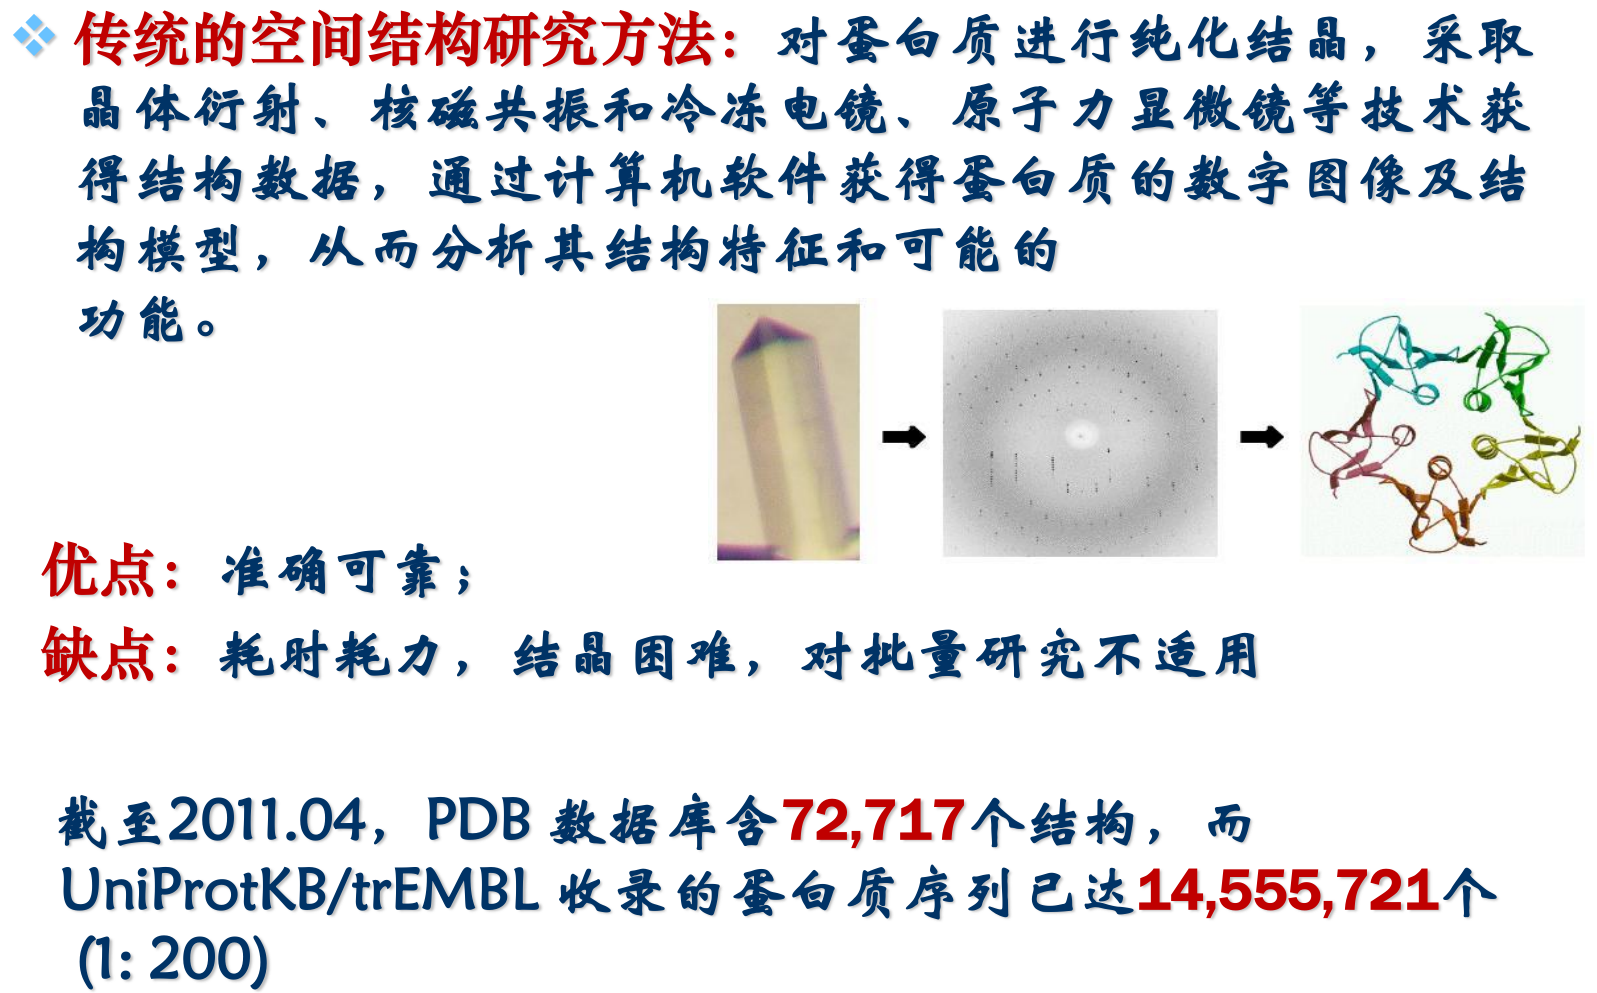 传统的空间结构研究方法：对蛋白质进行纯化结晶，采取
晶体衍射、核磁共振和冷冻电镜、原子力显微镜等技术获
得结构数据，通过计算机软件获得蛋白质的数字图像及结
构模型，从而分析其结构特征和可能的
功能。
优点：准确可靠；
缺点：耗时耗力，结晶困难，对批量研究不适用
截至2011.04，PDB 数据库含72,717个结构，而
UniProtKB/trEMBL 收录的蛋白质序列已达14,555,721个
(1: 200)